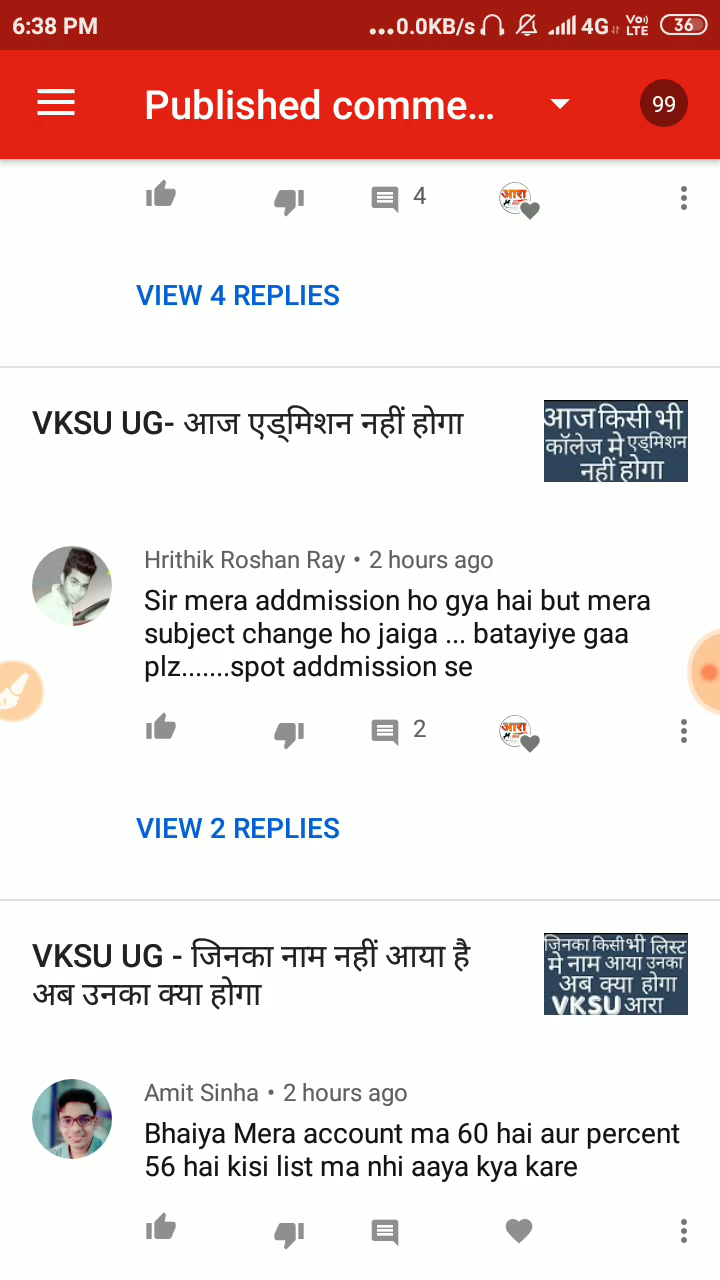 6:38 PM
...0.0KB/s 4G VoLTE 36
Published comme...
99
4
आरा
VIEW 4 REPLIES
VKSU UG- आज एड्मिशन नहीं होगा
आज किसी भी
कॉलेज मे एड्मिशन
नहीं होगा
Hrithik Roshan Ray • 2 hours ago
Sir mera addmission ho gya hai but mera
subject change ho jaiga ... batayiye gaa
plz.......spot addmission se
2
आरा
VIEW 2 REPLIES
VKSU UG - जिनका नाम नहीं आया है
अब उनका क्या होगा
जिनका किसी भी लिस्ट
मे नाम आया उनका
अब क्या होगा
VKSU आरा
Amit Sinha • 2 hours ago
Bhaiya Mera account ma 60 hai aur percent
56 hai kisi list ma nhi aaya kya kare